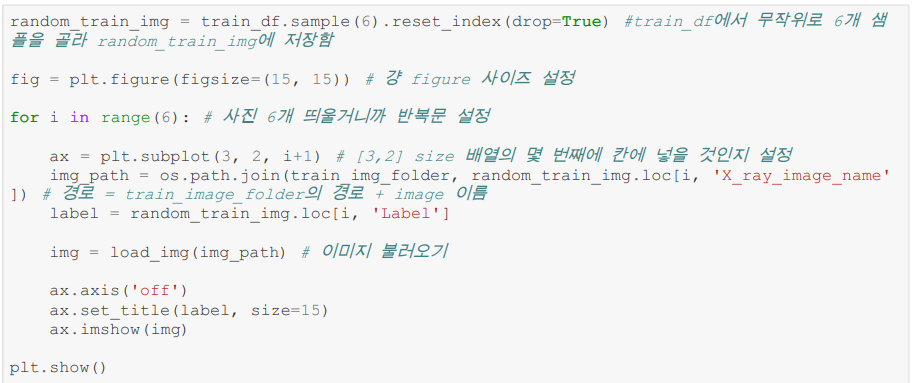 random_train_img = train_df.sample(6).reset_index(drop=True) #train_df에서 무작위로 6개 샘
플을 골라 random_train_img에 저장함
fig = plt.figure(figsize=(15, 15)) # 걍 figure 사이즈 설정
for i in range(6): # 사진 6개 띄울거니까 반복문 설정
    ax = plt.subplot(3, 2, i+1) # [3,2] size 배열의 몇 번째에 칸에 넣을 것인지 설정
    img_path = os.path.join(train_img_folder, random_train_img.loc[i, 'X_ray_image_name'
]) # 경로 = train_image_folder의 경로 + image 이름
    label = random_train_img.loc[i, 'Label']
    img = load_img(img_path) # 이미지 불러오기
    ax.axis('off')
    ax.set_title(label, size=15)
    ax.imshow(img)
plt.show()